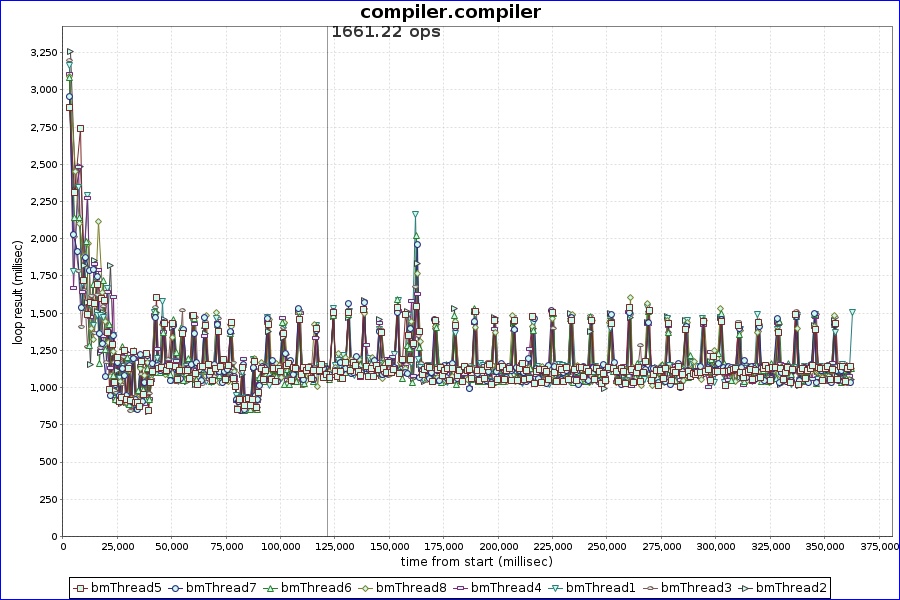 compiler.compiler
1661.22 ops
3,250
3,000
2,750
2,500
2,250
2,000
1,750
1,500
1,250
1,000
750
500
250
0
loop result (millisec)
0 25,000 50,000 75,000 100,000 125,000 150,000 175,000 200,000 225,000 250,000 275,000 300,000 325,000 350,000 375,000
time from start (millisec)
bmThread5 bmThread7 bmThread6 bmThread8 bmThread4 bmThread1 bmThread3 bmThread2